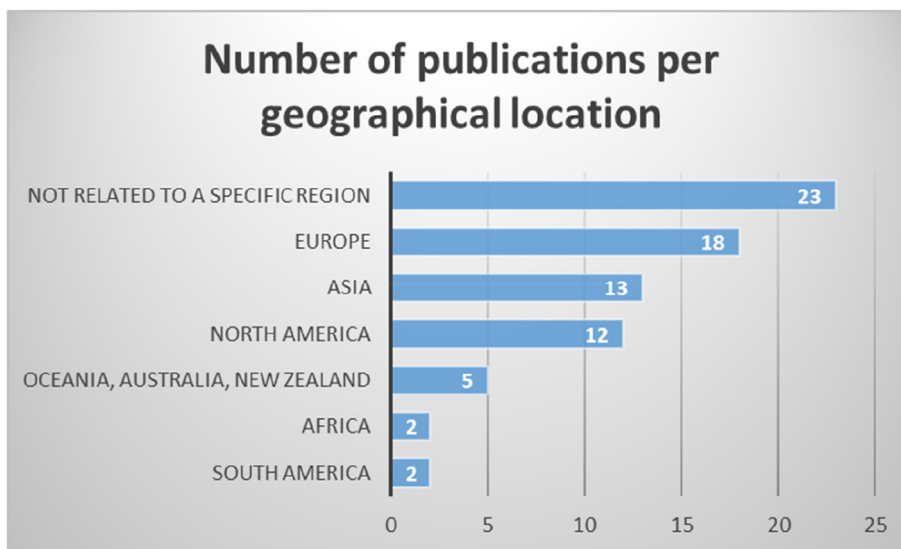 Number of publications per
geographical location
NOT RELATED TO A SPECIFIC REGION 23
EUROPE 18
ASIA 13
NORTH AMERICA 12
OCEANIA, AUSTRALIA, NEW ZEALAND 5
AFRICA 2
SOUTH AMERICA 2
0 5 10 15 20 25